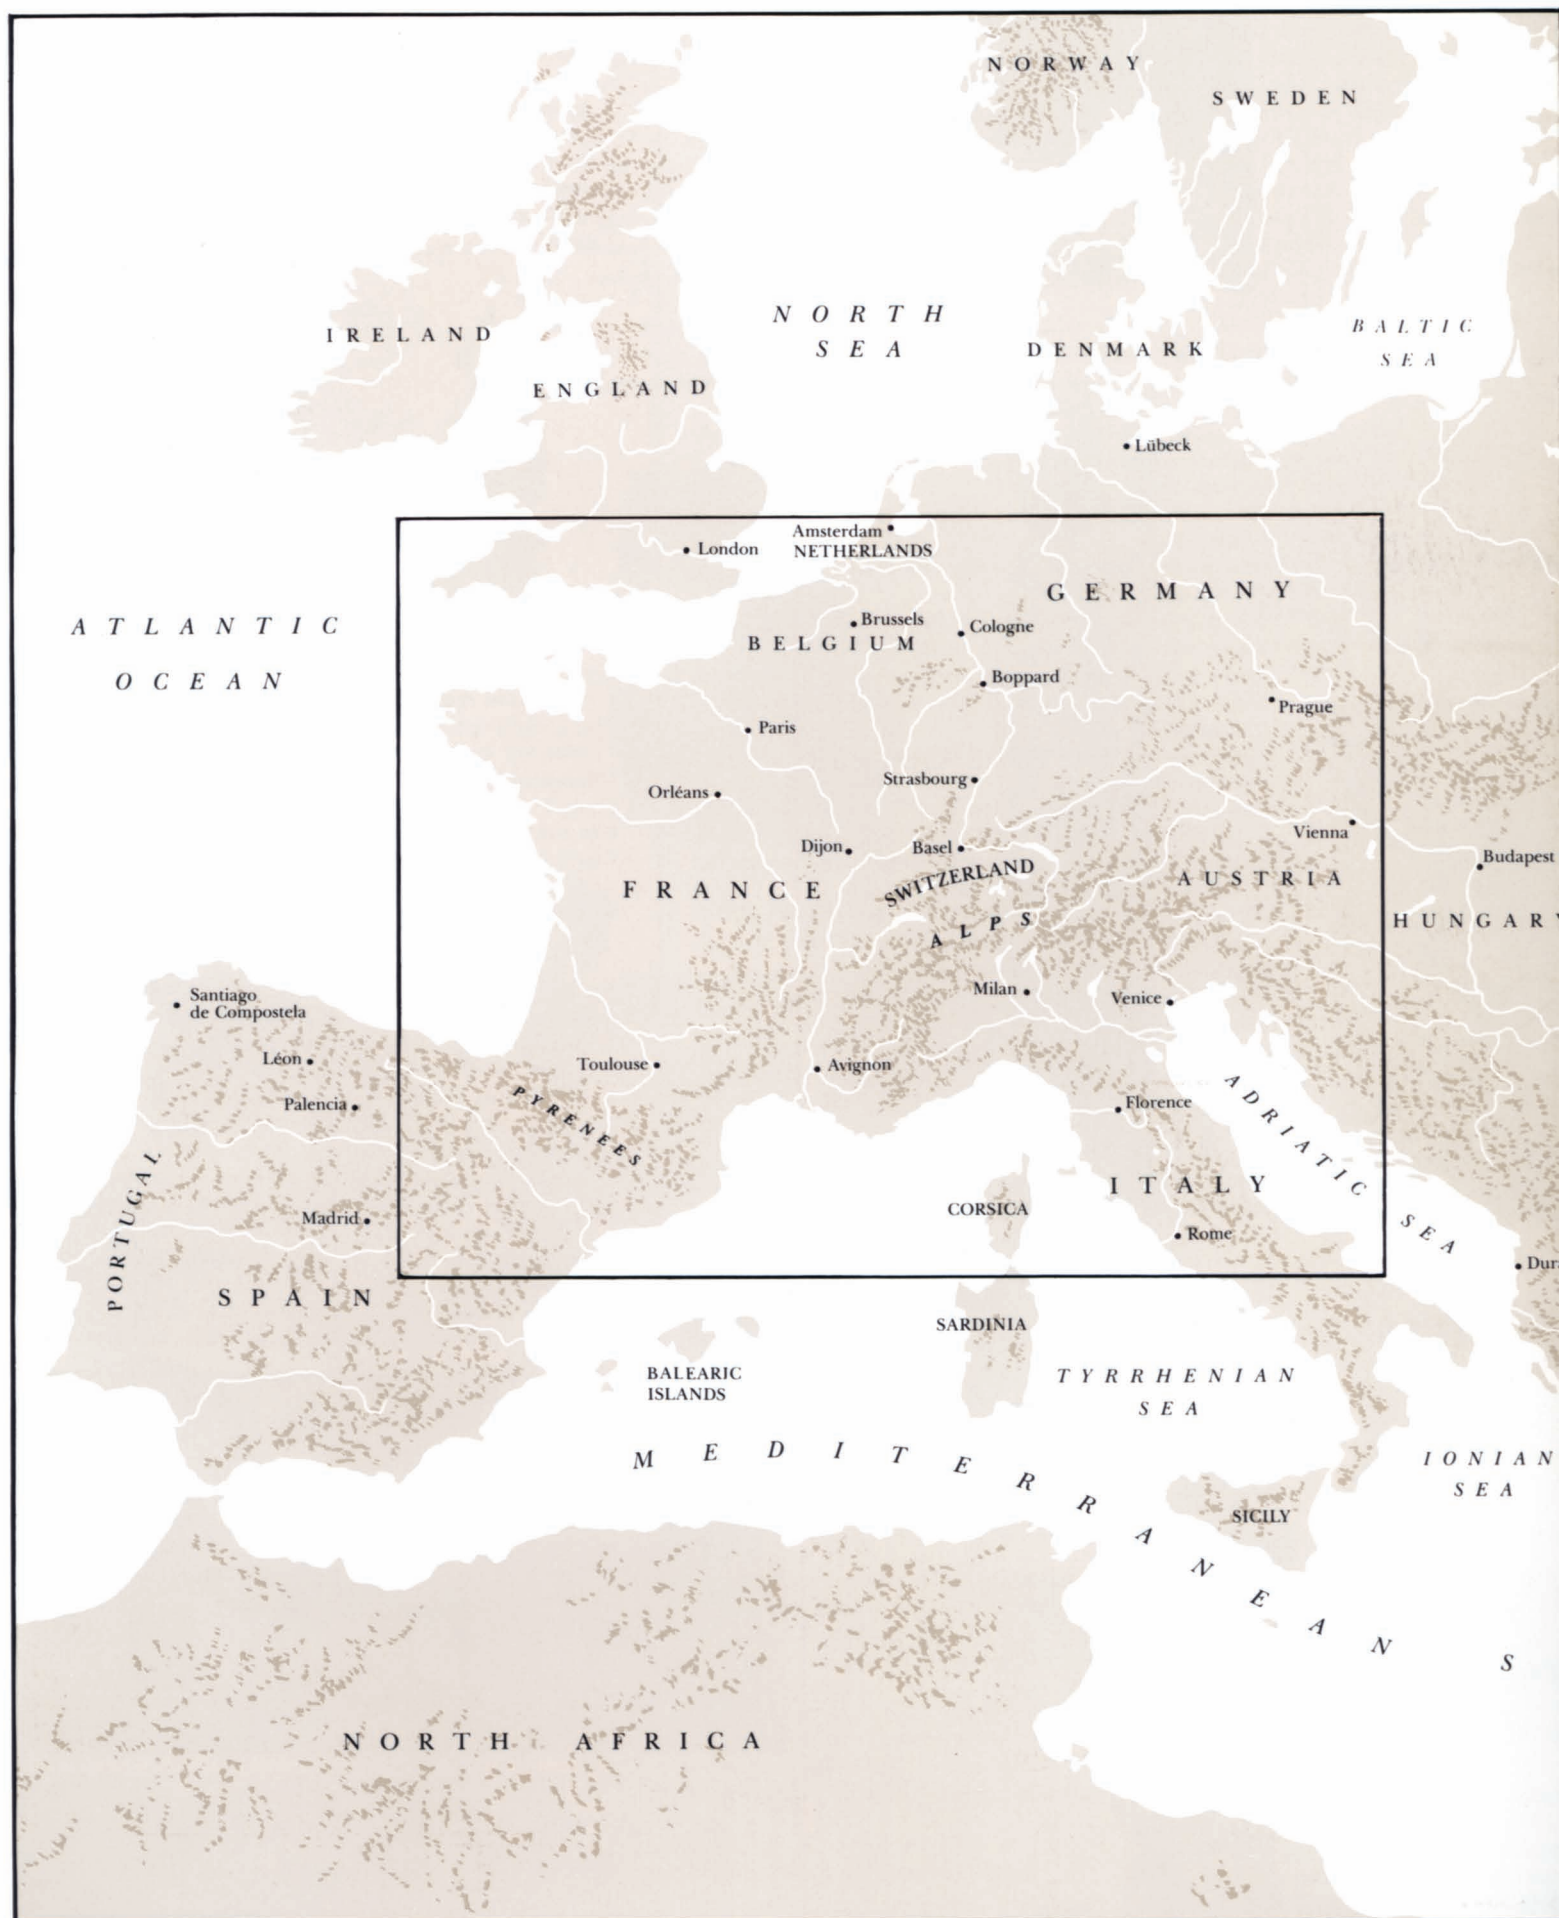 NORWAY
SWEDEN
NORTH
SEA
BALTIC
SEA
IRELAND
DENMARK
ENGLAND
Lübeck
Amsterdam
NETHERLANDS
London
GERMANY
ATLANTIC
OCEAN
Brussels
BELGIUM
Cologne
Boppard
Prague
Paris
Strasbourg
Orléans
Vienna
Dijon
Basel
Budapest
SWITZERLAND
FRANCE
AUSTRIA
ALPS
HUNGARY
Santiago
de Compostela
Milan
Venice
Léon
Toulouse
Avignon
Palencia
PYRENEES
Florence
ADRIATIC SEA
PORTUGAL
ITALY
Madrid
CORSICA
Rome
Dura
SPAIN
SARDINIA
BALEARIC
ISLANDS
TYRRHENIAN
SEA
MEDITERRANEAN S
IONIAN
SEA
SICILY
NORTH AFRICA